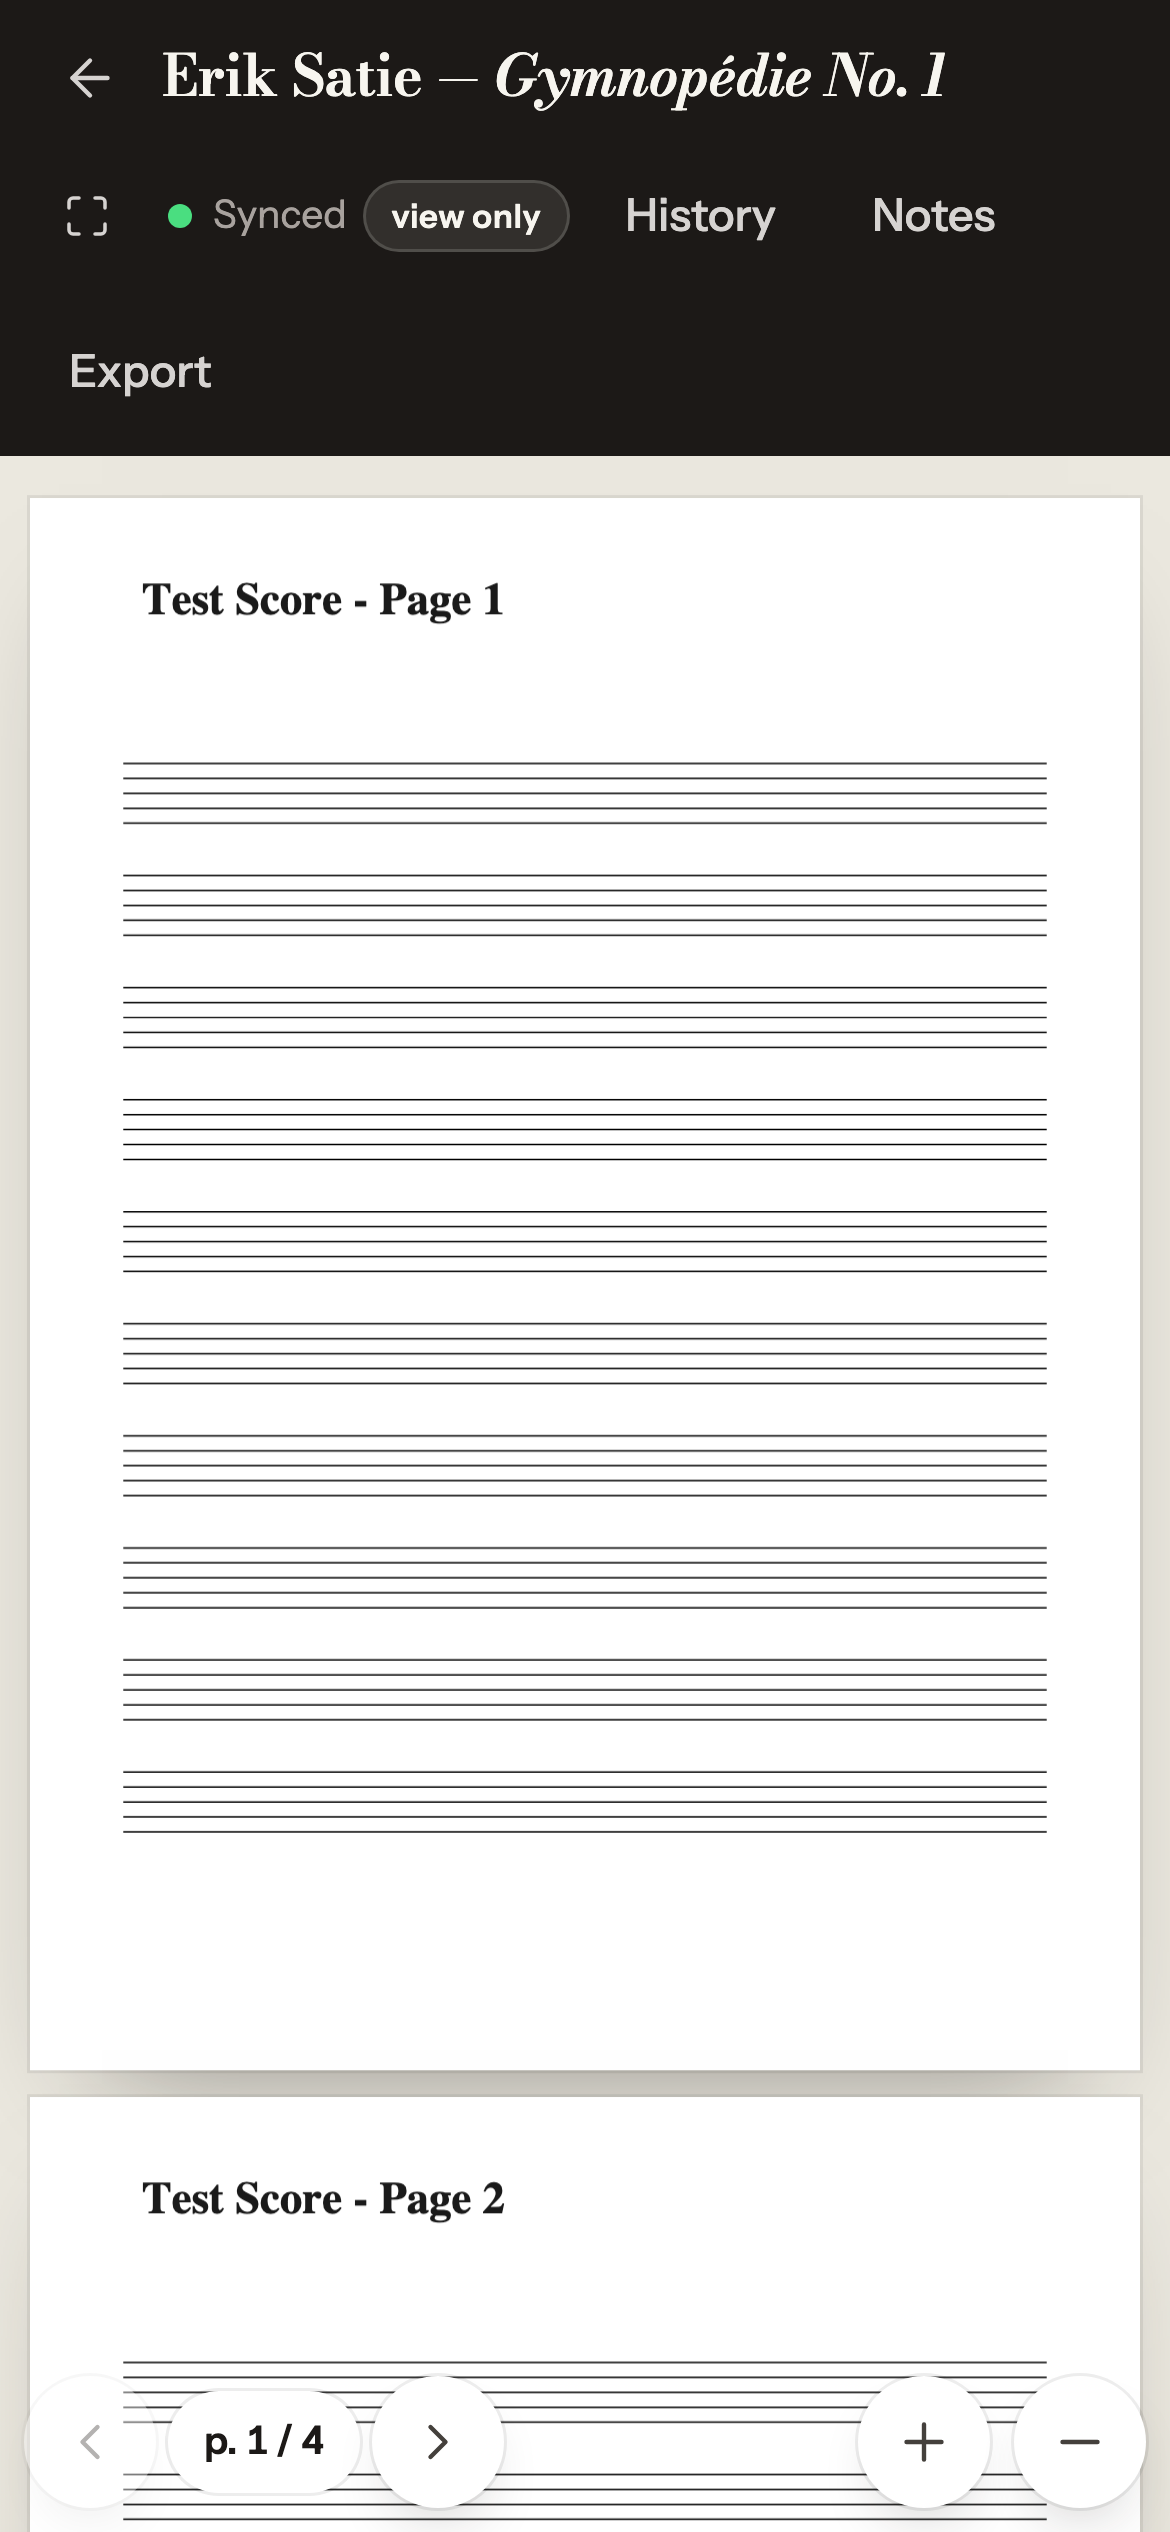 Erik Satie — Gymnopédie No. 1
Synced view only History Notes
Export
Test Score - Page 1
Test Score - Page 2
p. 1 / 4